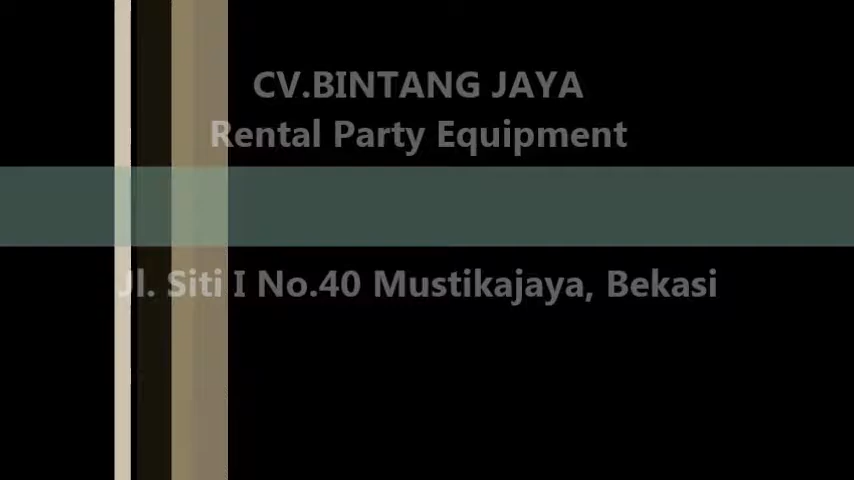 CV.BINTANG JAYA
Rental Party Equipment
Jl. Siti I No.40 Mustikajaya, Bekasi